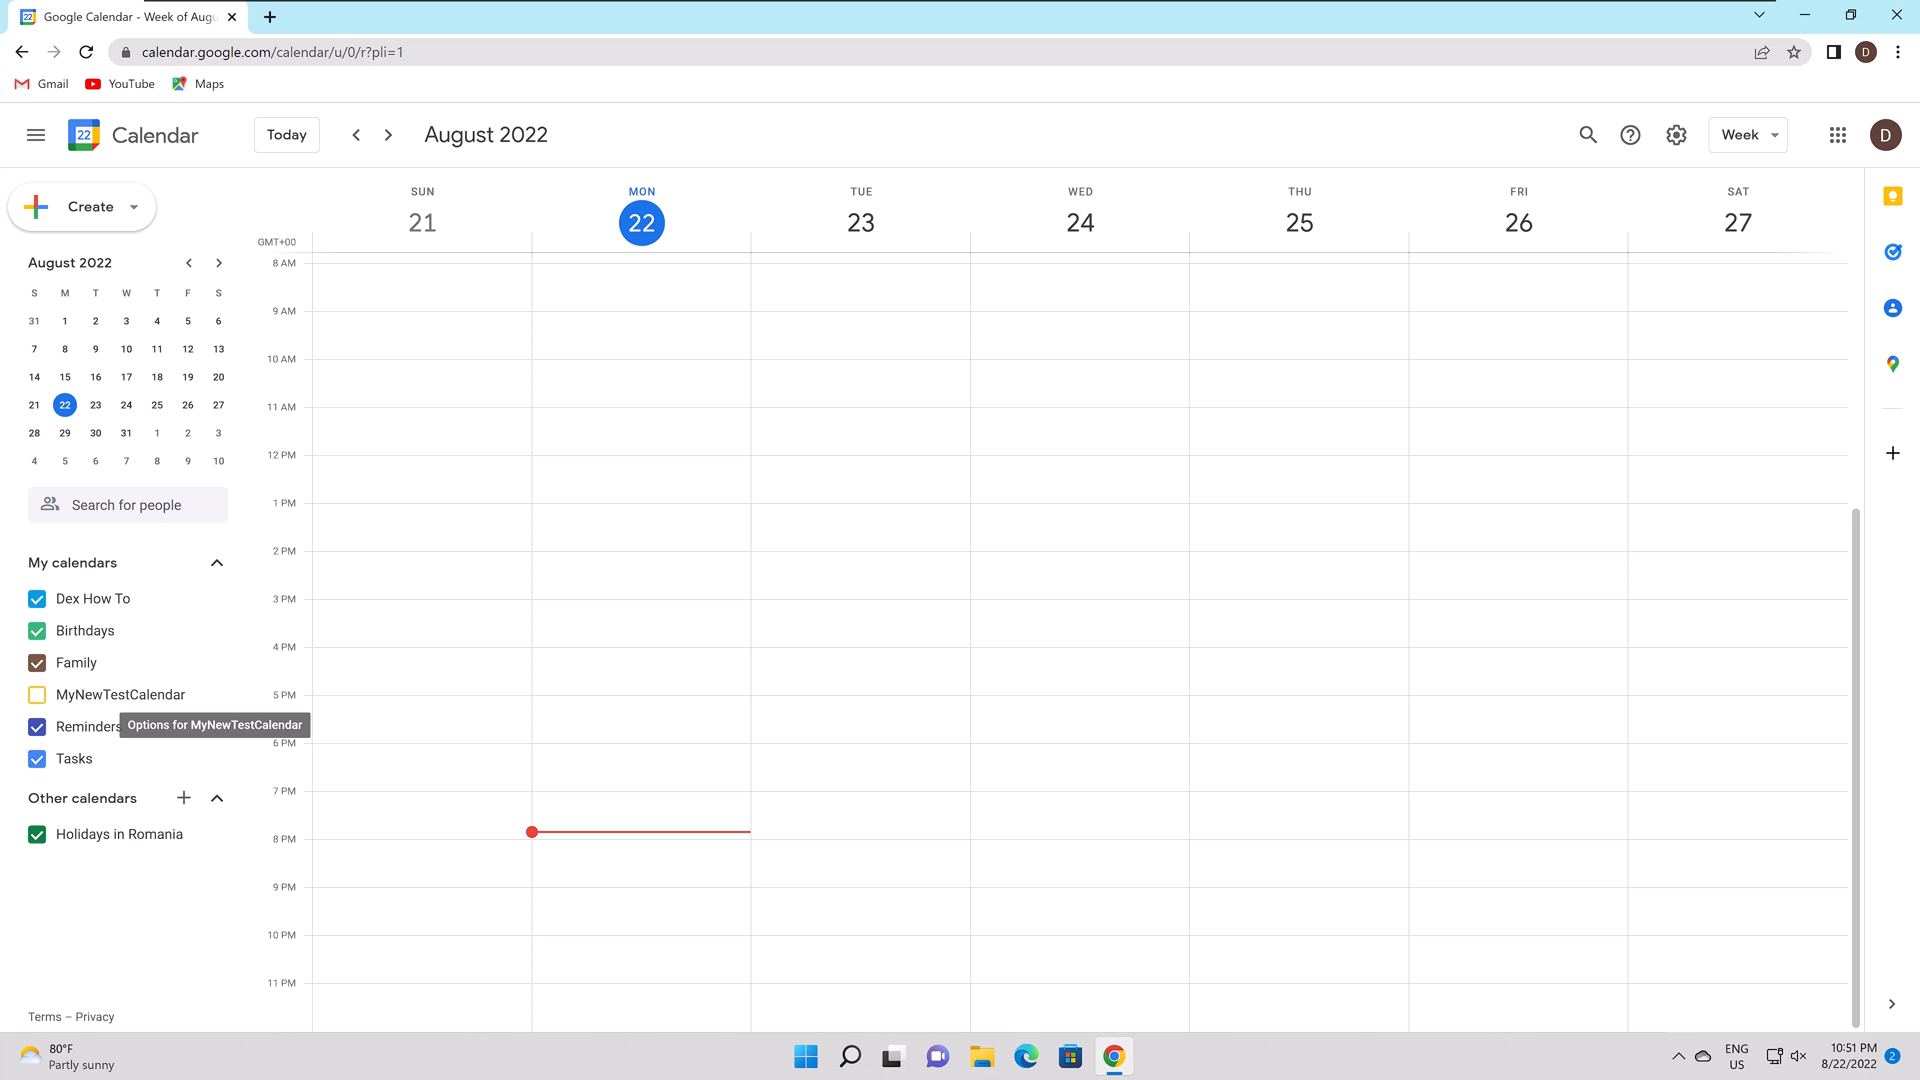 Google Calendar - Week of Augu
calendar.google.com/calendar/u/0/r?pli=1
D
Gmail
YouTube
Maps
22
Calendar
Today
August 2022
Week
D
Create
SUN
MON
TUE
WED
THU
FRI
SAT
21
22
23
24
25
26
27
GMT+00
August 2022
S M T W T F S
31 1 2 3 4 5 6
7 8 9 10 11 12 13
14 15 16 17 18 19 20
21 22 23 24 25 26 27
28 29 30 31 1 2 3
4 5 6 7 8 9 10
Search for people
My calendars
Dex How To
Birthdays
Family
MyNewTestCalendar
Reminders
Options for MyNewTestCalendar
Tasks
Other calendars
Holidays in Romania
Terms – Privacy
8 AM
9 AM
10 AM
11 AM
12 PM
1 PM
2 PM
3 PM
4 PM
5 PM
6 PM
7 PM
8 PM
9 PM
10 PM
11 PM
80°F
Partly sunny
ENG
US
10:51 PM
8/22/2022
2